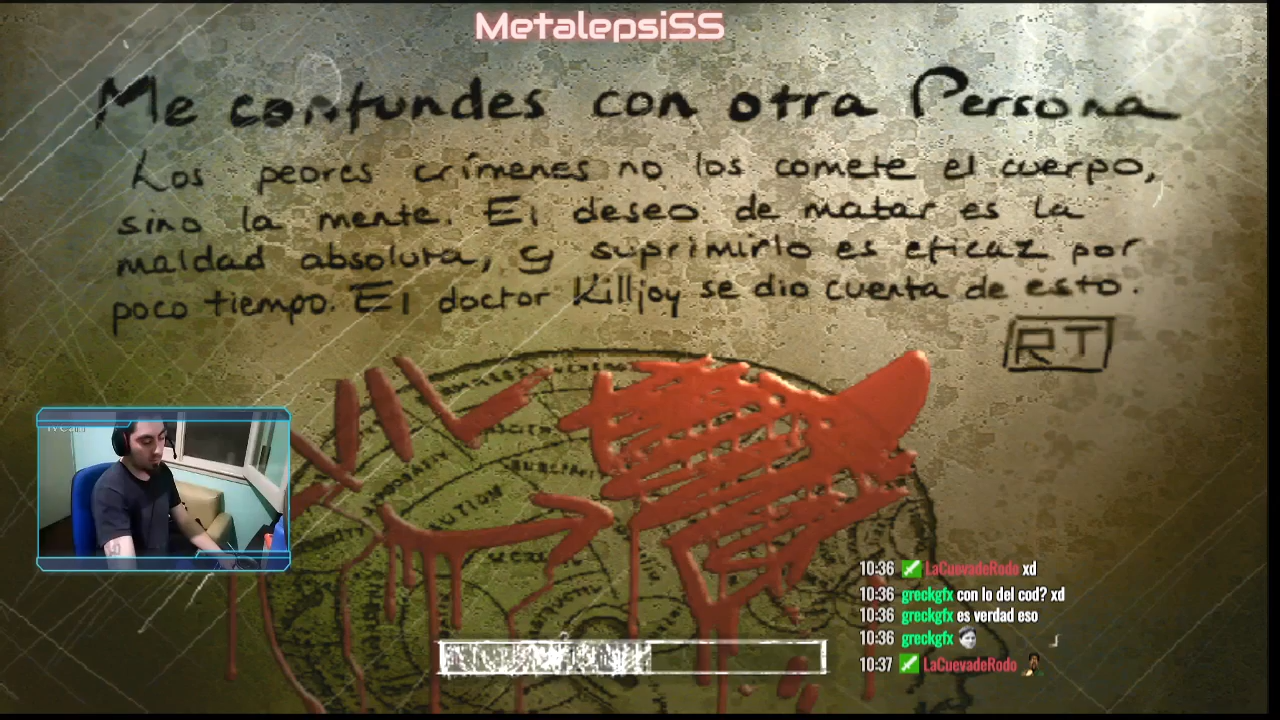 MetalepsiSS
Me confundes con otra Persona
Los peores crímenes no los comete el cuerpo,
sino la mente. El deseo de matar es la
maldad absoluta, y suprimirlo es eficaz por
poco tiempo. El doctor Killjoy se dio cuenta de esto.
RT
AUTION
10:36 LaCuevadeRodo xd
10:36 greckgfx con lo del cod? xd
10:36 greckgfx es verdad eso
10:36 greckgfx
10:37 LaCuevadeRodo